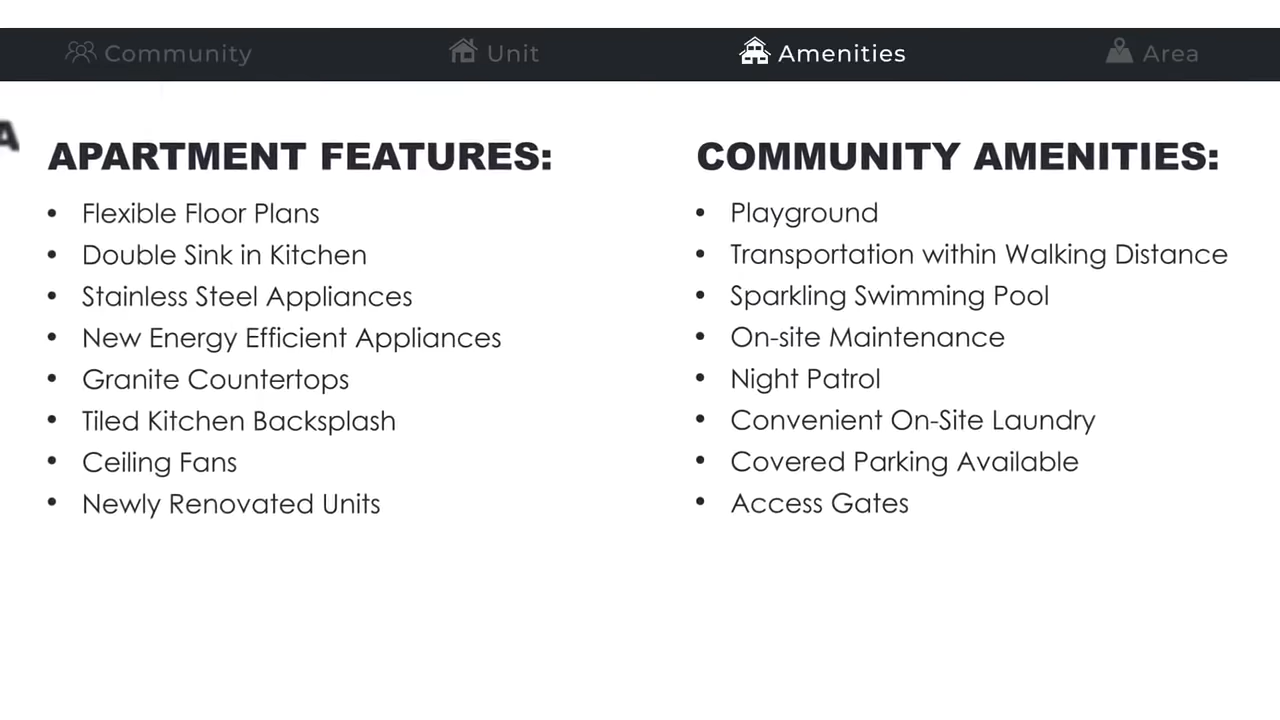 Community Unit Amenities Area
A
APARTMENT FEATURES:
• Flexible Floor Plans
• Double Sink in Kitchen
• Stainless Steel Appliances
• New Energy Efficient Appliances
• Granite Countertops
• Tiled Kitchen Backsplash
• Ceiling Fans
• Newly Renovated Units
COMMUNITY AMENITIES:
• Playground
• Transportation within Walking Distance
• Sparkling Swimming Pool
• On-site Maintenance
• Night Patrol
• Convenient On-Site Laundry
• Covered Parking Available
• Access Gates